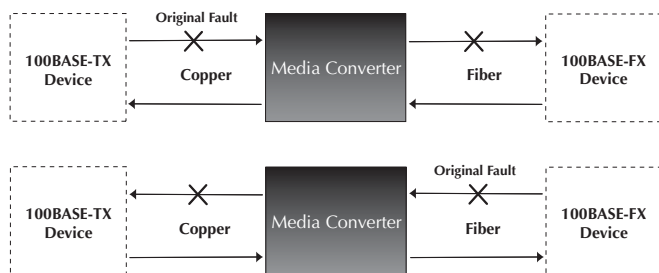 Original Fault
100BASE-TX
Device
Copper
Media Converter
Fiber
100BASE-FX
Device
Original Fault
100BASE-TX
Device
Copper
Media Converter
Fiber
100BASE-FX
Device